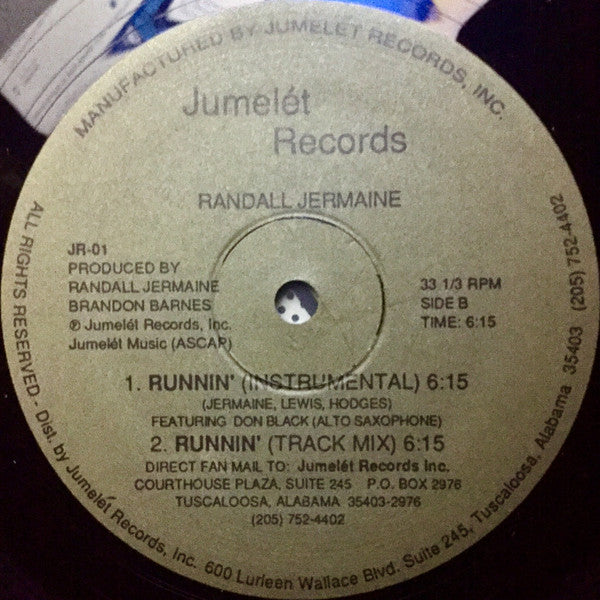 MANUFACTURED BY JUMELÉT RECORDS, INC.
Jumelét
Records
RANDALL JERMAINE
JR-01
PRODUCED BY
RANDALL JERMAINE
BRANDON BARNES
℗ Jumelét Records, Inc.
Jumelét Music (ASCAP)
33 1/3 RPM
SIDE B
TIME: 6:15
1. RUNNIN' (INSTRUMENTAL) 6:15
(JERMAINE, LEWIS, HODGES)
FEATURING DON BLACK (ALTO SAXOPHONE)
2. RUNNIN' (TRACK MIX) 6:15
DIRECT FAN MAIL TO: Jumelét Records Inc.
COURTHOUSE PLAZA, SUITE 245 P.O. BOX 2976
TUSCALOOSA, ALABAMA 35403-2976
(205) 752-4402
ALL RIGHTS RESERVED - Dist. by Jumelét Records, Inc. 600 Lurleen Wallace Blvd. Suite 245, Tuscaloosa, Alabama 35403 (205) 752-4402